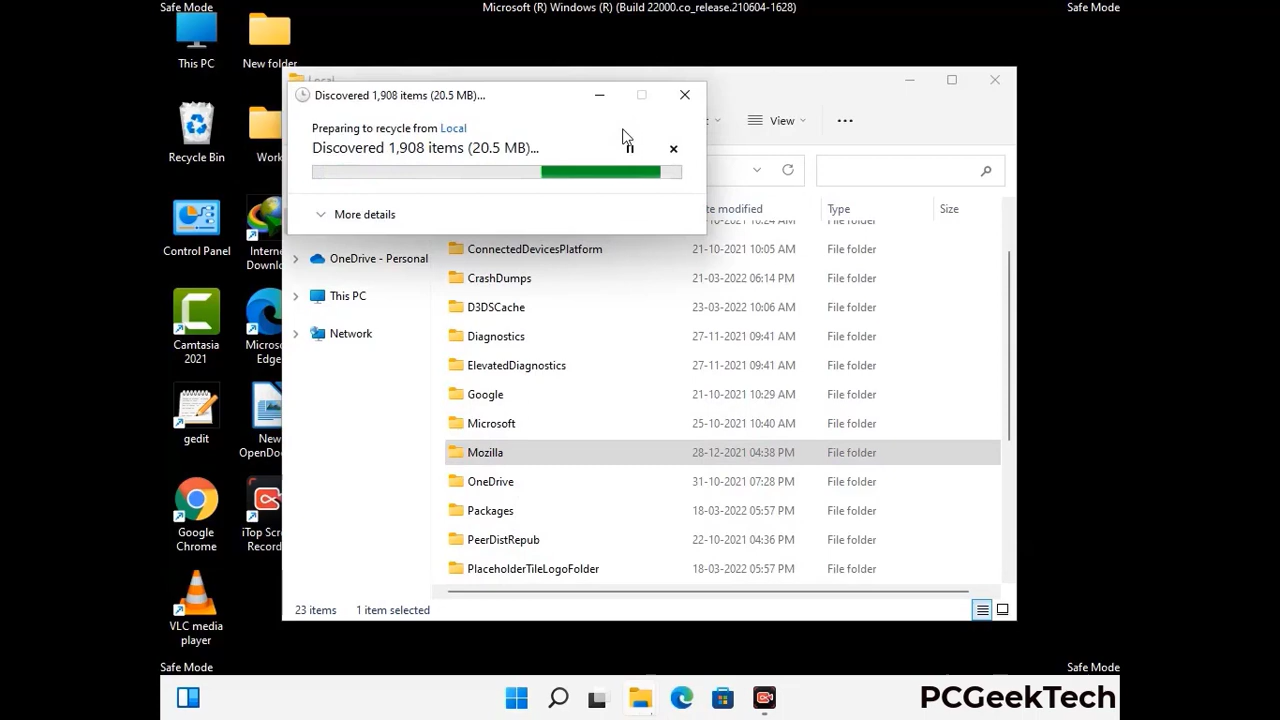 Safe Mode
Microsoft (R) Windows (R) (Build 22000.co_release.210604-1628)
Safe Mode
This PC
New folder
Recycle Bin
Work
Control Panel
Intern
Downlo
Camtasia
2021
Micros
Edge
gedit
New
OpenDo
Google
Chrome
iTop Scr
Record
VLC media
player
Local
Discovered 1,908 items (20.5 MB)...
Preparing to recycle from Local
Discovered 1,908 items (20.5 MB)...
More details
View
OneDrive - Personal
This PC
Network
te modified
Type
Size
File folder
ConnectedDevicesPlatform 21-10-2021 10:05 AM File folder
CrashDumps 21-03-2022 06:14 PM File folder
D3DSCache 23-03-2022 10:06 AM File folder
Diagnostics 27-11-2021 09:41 AM File folder
ElevatedDiagnostics 27-11-2021 09:41 AM File folder
Google 21-10-2021 10:29 AM File folder
Microsoft 25-10-2021 10:40 AM File folder
Mozilla 28-12-2021 04:38 PM File folder
OneDrive 31-10-2021 07:28 PM File folder
Packages 18-03-2022 05:57 PM File folder
PeerDistRepub 22-10-2021 04:36 PM File folder
PlaceholderTileLogoFolder 18-03-2022 05:57 PM File folder
23 items 1 item selected
Safe Mode
Safe Mode
PCGeekTech